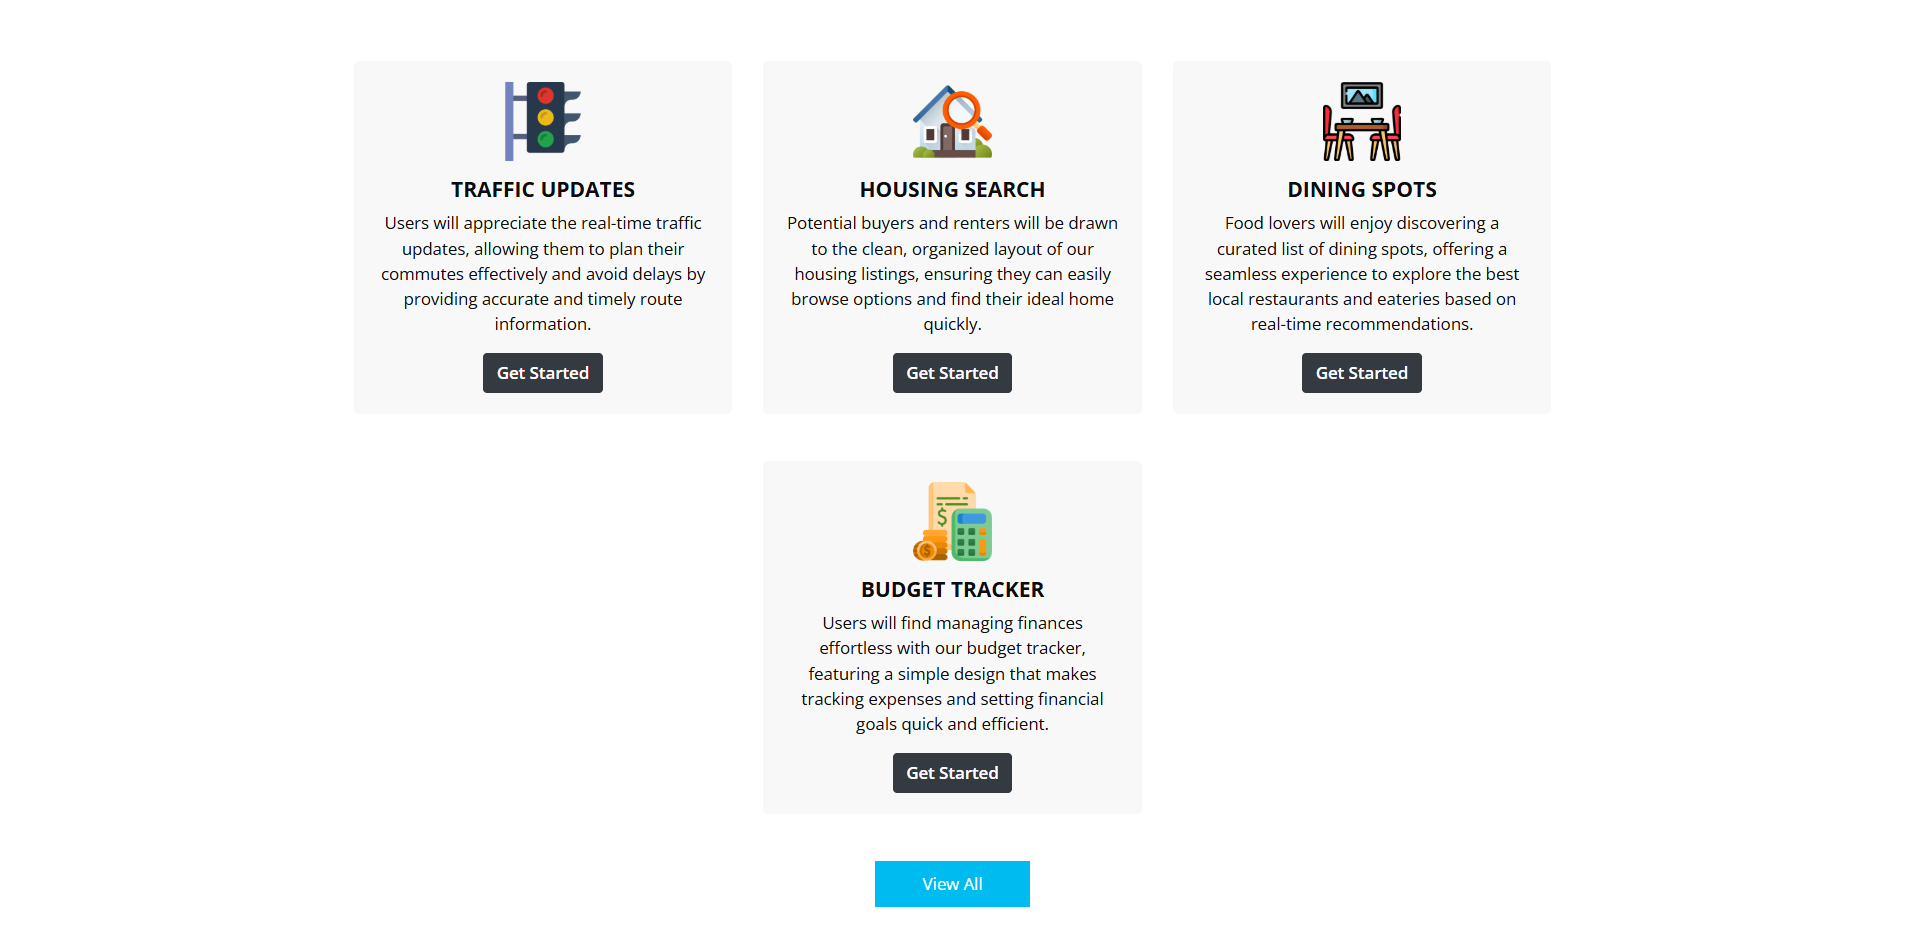 TRAFFIC UPDATES
Users will appreciate the real-time traffic
updates, allowing them to plan their
commutes effectively and avoid delays by
providing accurate and timely route
information.
Get Started
HOUSING SEARCH
Potential buyers and renters will be drawn
to the clean, organized layout of our
housing listings, ensuring they can easily
browse options and find their ideal home
quickly.
Get Started
DINING SPOTS
Food lovers will enjoy discovering a
curated list of dining spots, offering a
seamless experience to explore the best
local restaurants and eateries based on
real-time recommendations.
Get Started
BUDGET TRACKER
Users will find managing finances
effortless with our budget tracker,
featuring a simple design that makes
tracking expenses and setting financial
goals quick and efficient.
Get Started
View All